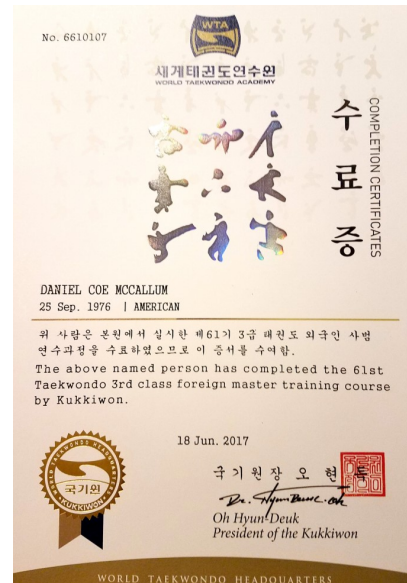 No. 6610107
WTA
세계태권도연수원
WORLD TAEKWONDO ACADEMY
수료증
COMPLETION CERTIFICATES
DANIEL COE MCCALLUM
25 Sep. 1976 | AMERICAN
위 사람은 본원에서 실시한 제61기 3급 태권도 외국인 사범
연수과정을 수료하였으므로 이 증서를 수여함.
The above named person has completed the 61st
Taekwondo 3rd class foreign master training course
by Kukkiwon.
18 Jun. 2017
국기원
KUKKIWON
국기원장 오현득
Dr. Hyun Deuk Oh
Oh Hyun-Deuk
President of the Kukkiwon
WORLD TAEKWONDO HEADQUARTERS